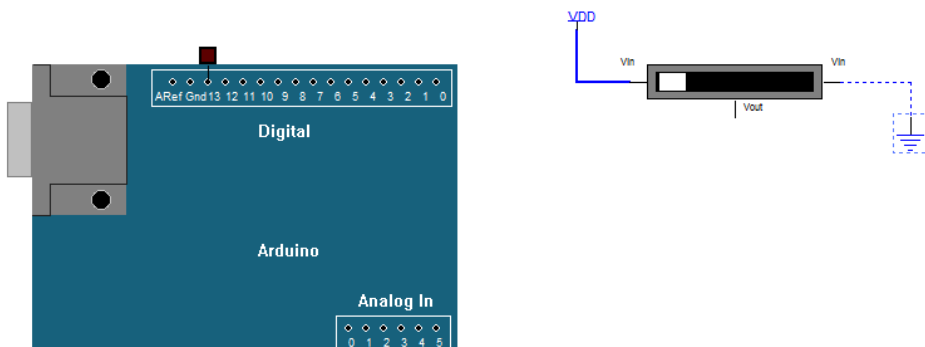 VDD
Vin Vin
Vout
ARef Gnd 13 12 11 10 9 8 7 6 5 4 3 2 1 0
Digital
Arduino
Analog In
0 1 2 3 4 5